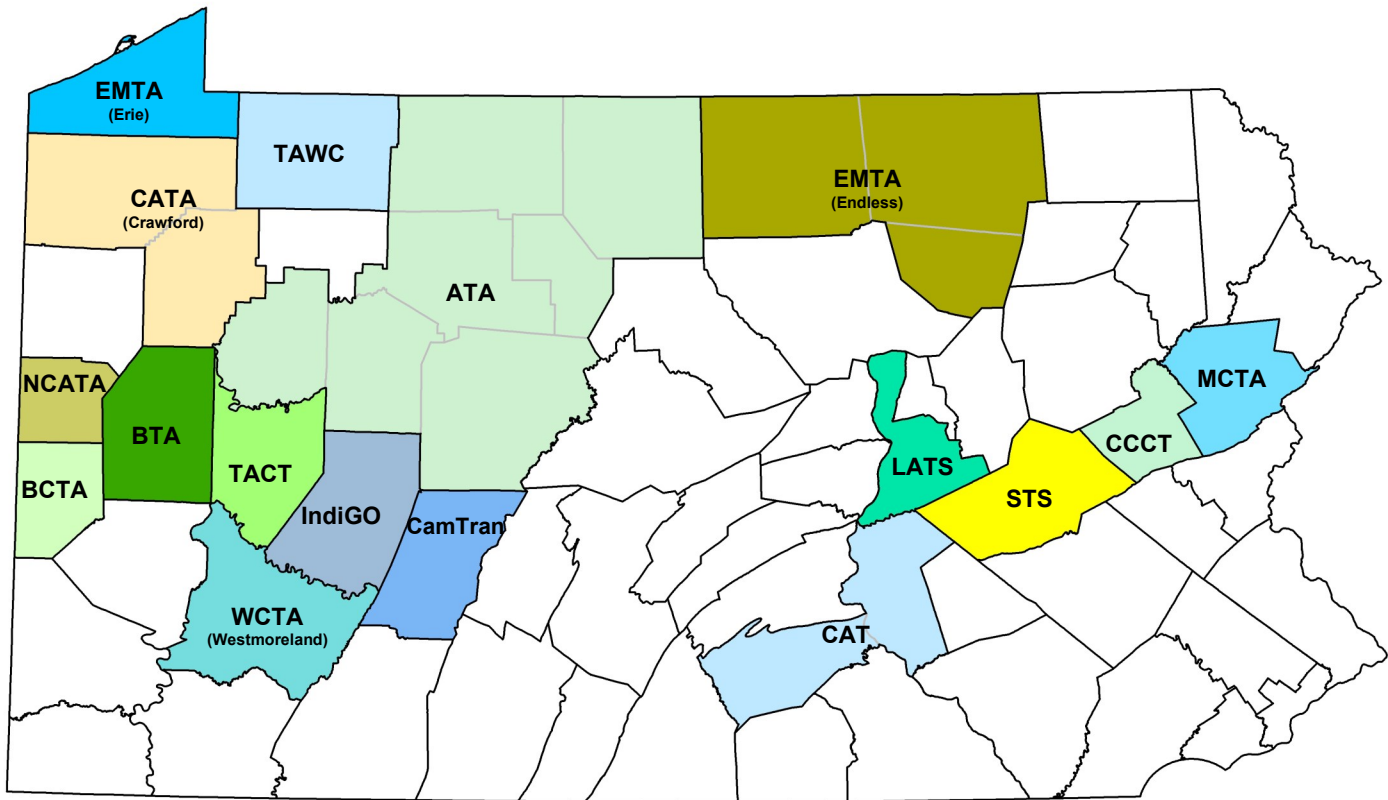 EMTA
(Erie)
TAWC
CATA
(Crawford)
EMTA
(Endless)
ATA
NCATA
BTA
MCTA
TACT
CCCT
LATS
BCTA
STS
IndiGO
CamTran
WCTA
(Westmoreland)
CAT